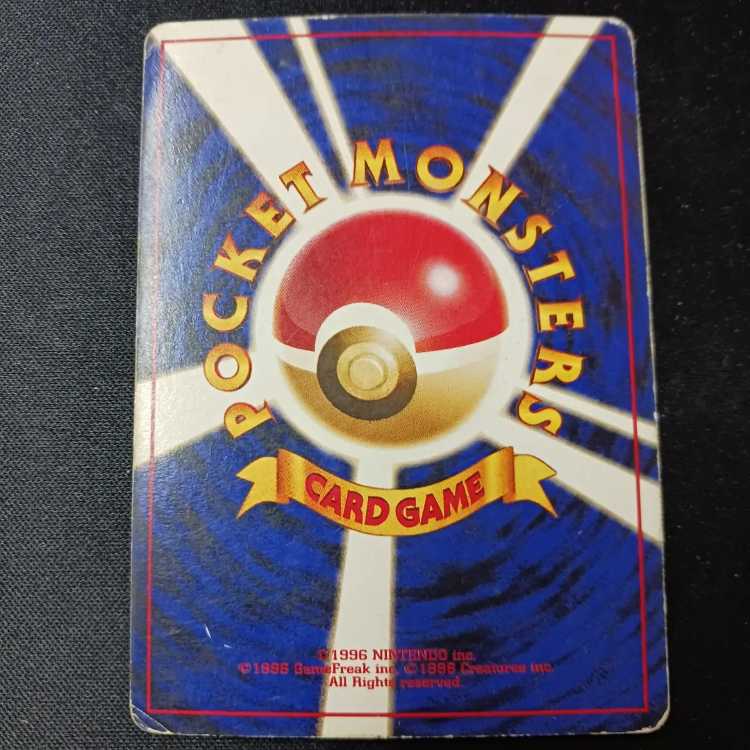 POCKET MONSTERS
CARD GAME
©1996 NINTENDO inc.
©1996 GameFreak inc. ©1996 Creatures inc.
All Rights reserved.